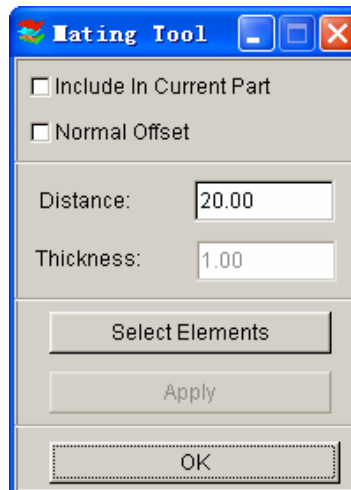 Mating Tool
Include In Current Part
Normal Offset
Distance: 20.00
Thickness: 1.00
Select Elements
Apply
OK